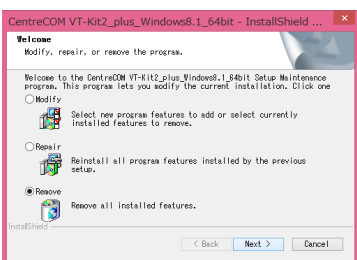 CentreCOM VT-Kit2_plus_Windows8.1_64bit - InstallShield ...
Welcome
Modify, repair, or remove the program.
Welcome to the CentreCOM VT-Kit2_plus_Windows8.1_64bit Setup Maintenance
program. This program lets you modify the current installation. Click one
Modify
Select new program features to add or select currently
installed features to remove.
Repair
Reinstall all program features installed by the previous
setup.
Remove
Remove all installed features.
InstallShield
< Back Next > Cancel